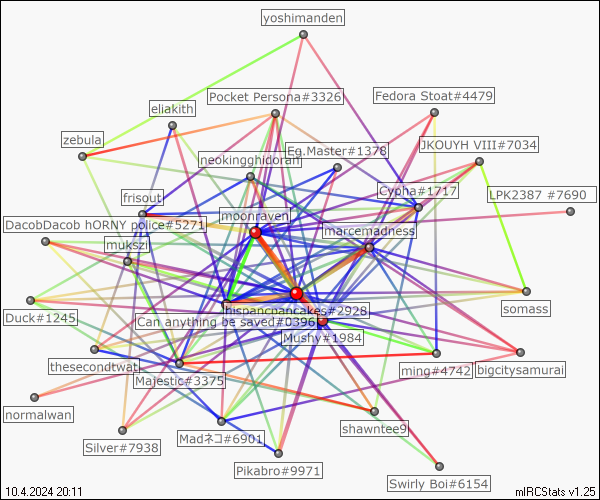 yoshimanden
Pocket Persona#3326
Fedora Stoat#4479
eliakith
zebula
Eg.Master#1378
JKOUYH VIII#7034
neokingghidorah
Cypha#1717
LPK2387 #7690
frisout
moonraven
DacobDacob hORNY police#5271
marcemadness
mukszi
hispancpancakes#2928
somass
Duck#1245
Can anything be saved#0396
Mushy#1984
thesecondtwat
ming#4742
bigcitysamurai
Majestic#3375
normalwan
shawntee9
Silver#7938
Madネコ#6901
Pikabro#9971
Swirly Boi#6154
10.4.2024 20:11
mIRCStats v1.25